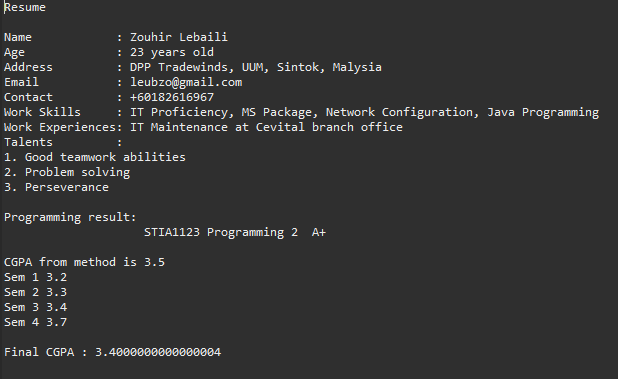 Resume
Name : Zouhir Lebaili
Age : 23 years old
Address : DPP Tradewinds, UUM, Sintok, Malysia
Email : leubzo@gmail.com
Contact : +60182616967
Work Skills : IT Proficiency, MS Package, Network Configuration, Java Programming
Work Experiences: IT Maintenance at Cevital branch office
Talents :
1. Good teamwork abilities
2. Problem solving
3. Perseverance
Programming result:
STIA1123 Programming 2 A+
CGPA from method is 3.5
Sem 1 3.2
Sem 2 3.3
Sem 3 3.4
Sem 4 3.7
Final CGPA : 3.4000000000000004